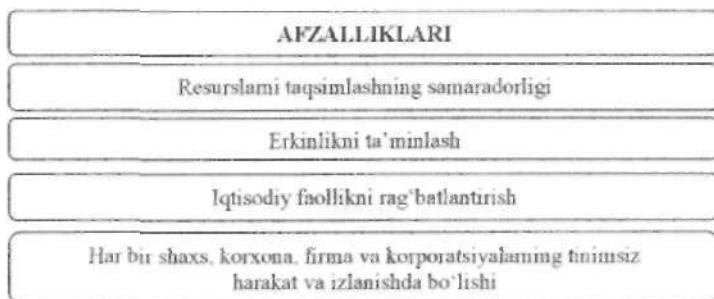 AFZALLIKLARI
Resurslarni taqsimlashning samaradorligi
Erkinlikni ta’minlash
Iqtisodiy faollikni rag‘batlantirish
Har bir shaxs, korxona, firma va korporatsiyalarning tinimsiz
harakat va izlanishda bo‘lishi